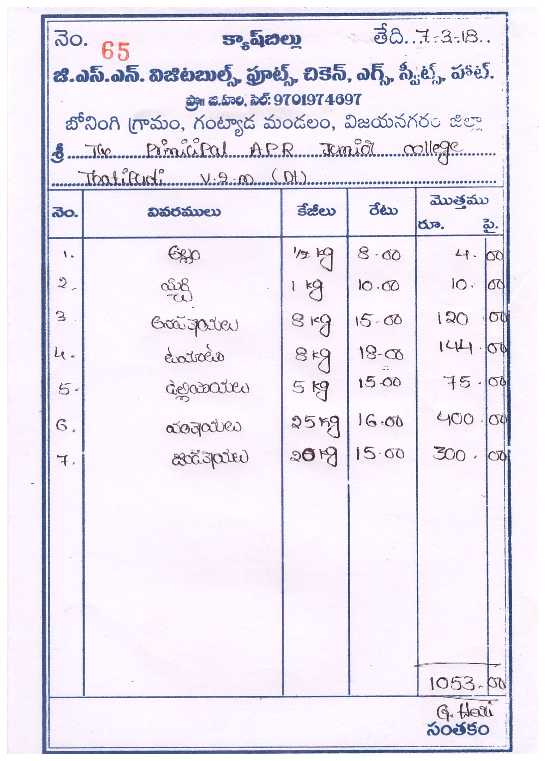 నెం. 65 క్యాష్‌బిల్లు తేది..7-3-18..
జి.ఎస్.ఎన్. విజిటబుల్స్, ఫ్రూట్స్, చికెన్, ఎగ్స్, స్వీట్స్, హాట్.
ప్రొ॥ జి.హరి, సెల్: 9701974697
బోనింగి గ్రామం, గంట్యాడ మండలం, విజయనగరం జిల్లా
శ్రీ The Principal APR Junior college
Thatipudi V.Z.M (Dt)
నెం. వివరములు కేజీలు రేటు మొత్తము రూ. పై.
1. అల్లం 1/2 kg 8.00 4.00
2. మిర్చి 1 kg 10.00 10.00
3. 8 kg 15.00 120.00
4. టమాటo 8 kg 18-00 144.00
5. ఉల్లిపాయలు 5 kg 15.00 75.00
6. వంకాయలు 25 kg 16.00 400.00
7. దొండకాయలు 20 kg 15.00 300.00
1053-00
G. Hari
సంతకం